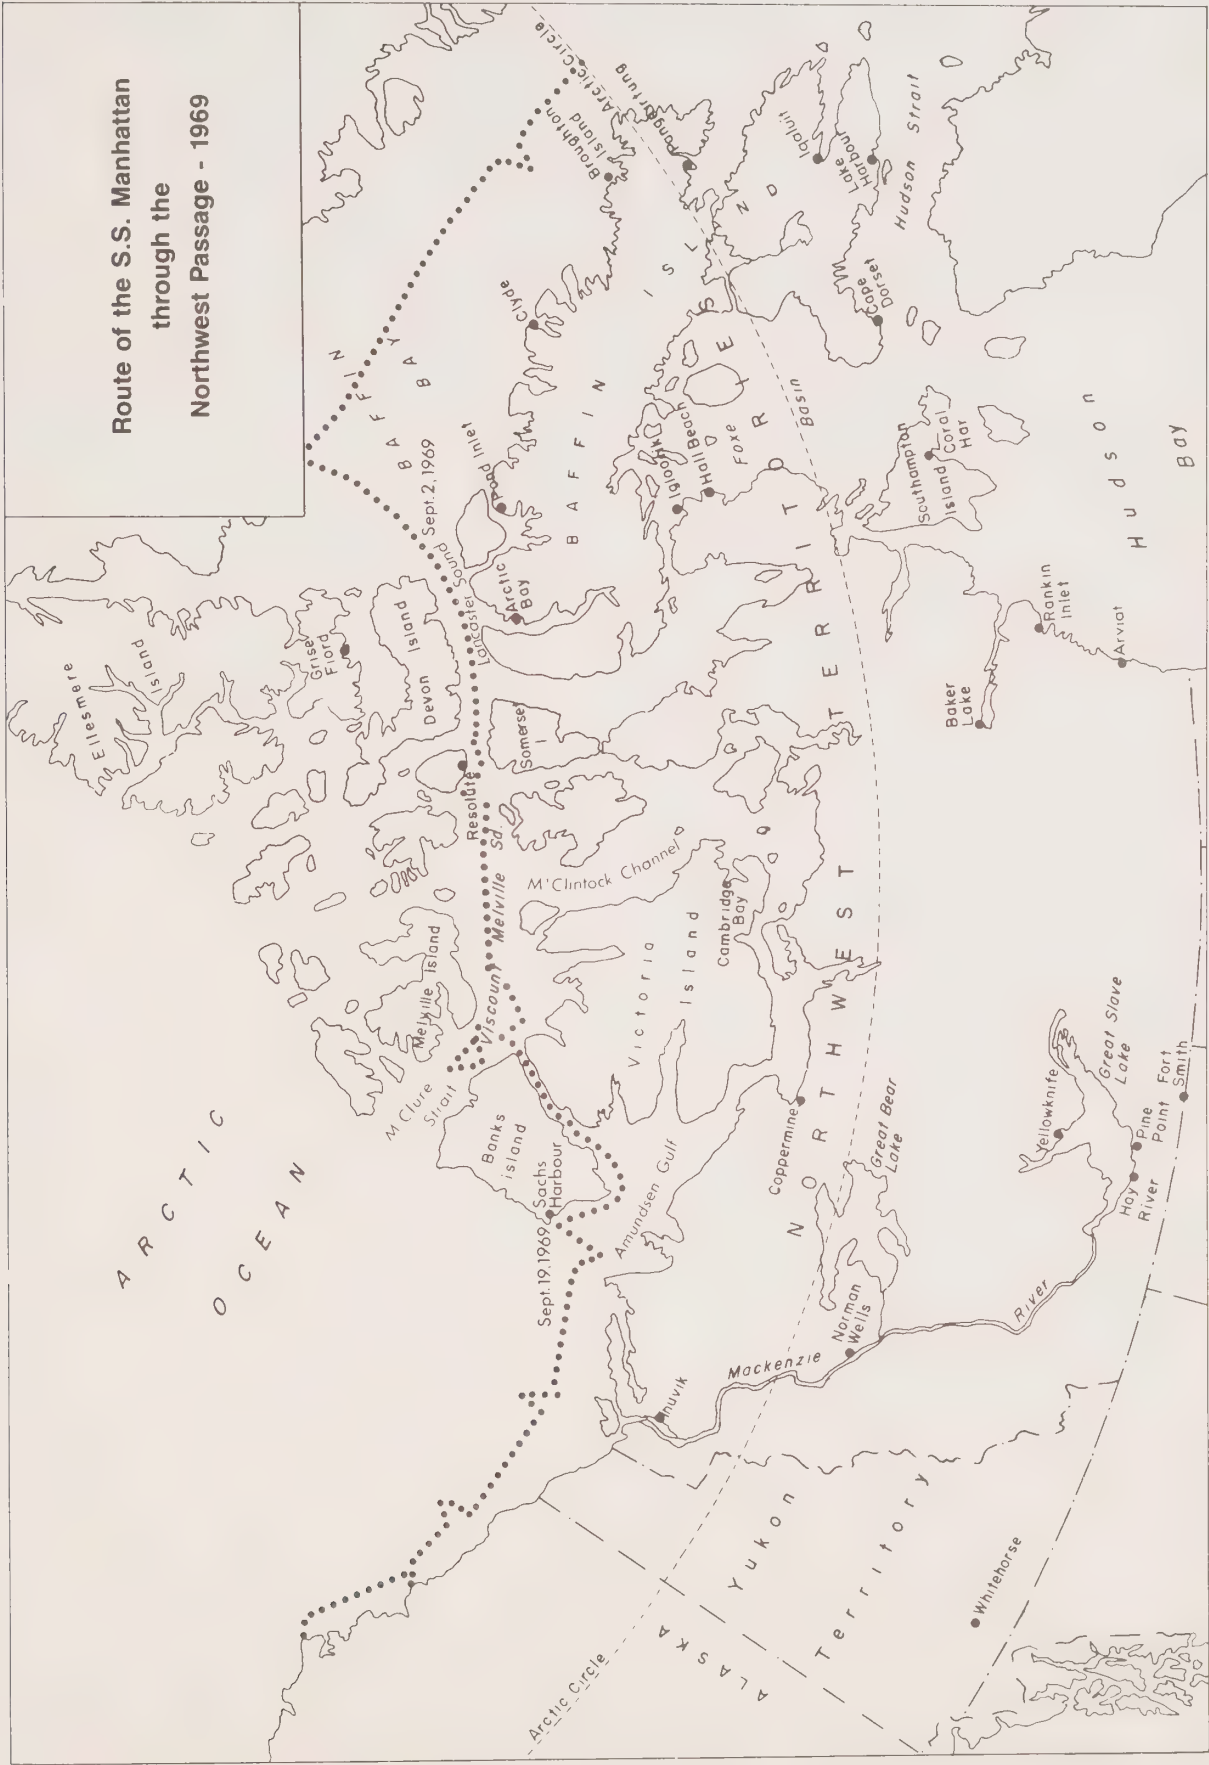 Route of the S.S. Manhattan
through the
Northwest Passage - 1969
ARCTIC
OCEAN
Ellesmere
Island
Grise
Fiord
Devon
Island
Lancaster Sound
Sept. 2, 1969
BAFFIN
BAY
Resolute
Somerset
I
Arctic
Bay
Pond Inlet
Clyde
Broughton
Island
Arctic Circle
Pangnirtung
BAFFIN
ISLAND
Melville
Island
Viscount Melville Sd.
M'Clure
Strait
M'Clintock Channel
Banks
island
Sachs
Harbour
Sept. 19, 1969
Amundsen Gulf
Victoria
Island
Cambridge
Bay
Igloolik
Hall Beach
Foxe
Basin
Iqaluit
Lake
Harbour
Cape
Dorset
Hudson Strait
Southampton
Island
Coral
Har
Hudson
Bay
Rankin
Inlet
Arviat
Baker
Lake
NORTHWEST TERRITORIES
Coppermine
Great Bear
Lake
Inuvik
Mackenzie
River
Norman
Wells
Yellowknife
Great Slave
Lake
Hay
River
Pine
Point
Fort
Smith
Yukon
Territory
ALASKA
Arctic Circle
Whitehorse